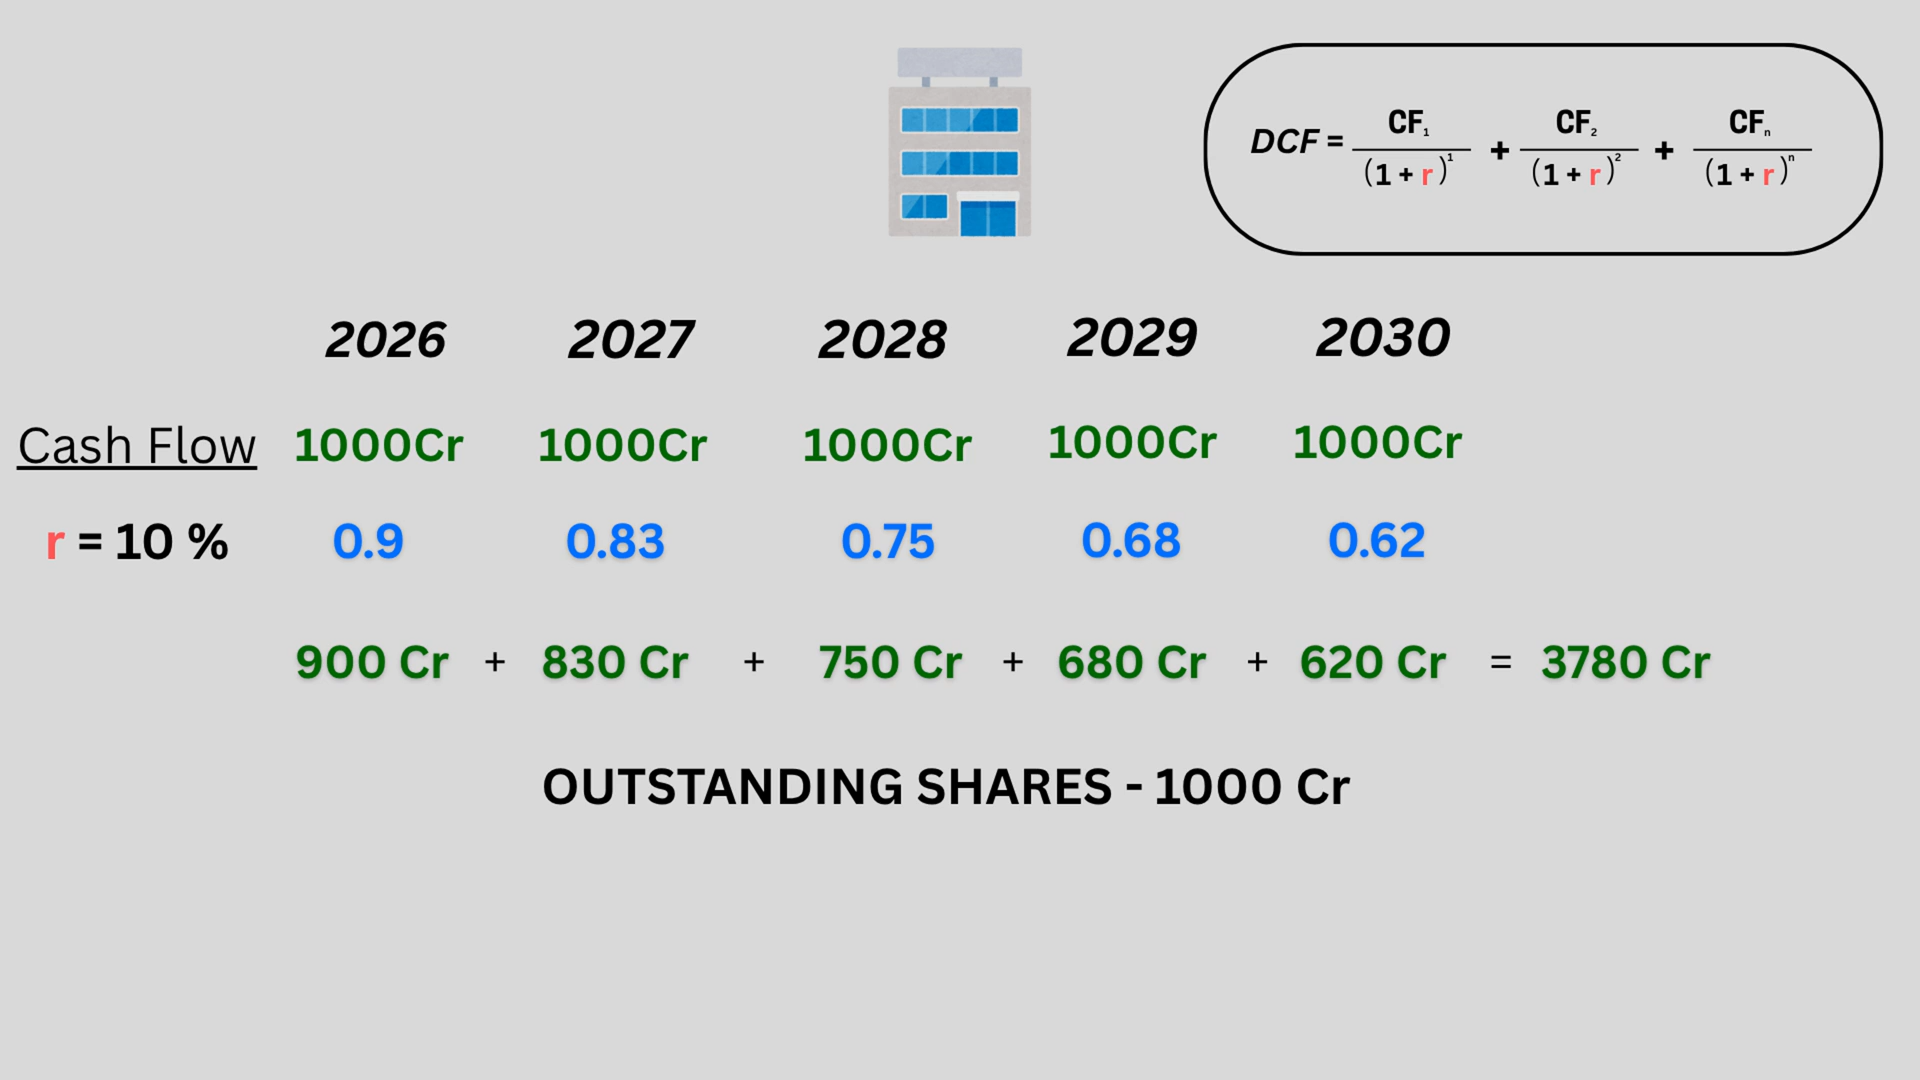 DCF = CF₁ / (1 + r)¹ + CF₂ / (1 + r)² + CFₙ / (1 + r)ⁿ
2026 2027 2028 2029 2030
Cash Flow 1000Cr 1000Cr 1000Cr 1000Cr 1000Cr
r = 10 % 0.9 0.83 0.75 0.68 0.62
900 Cr + 830 Cr + 750 Cr + 680 Cr + 620 Cr = 3780 Cr
OUTSTANDING SHARES - 1000 Cr